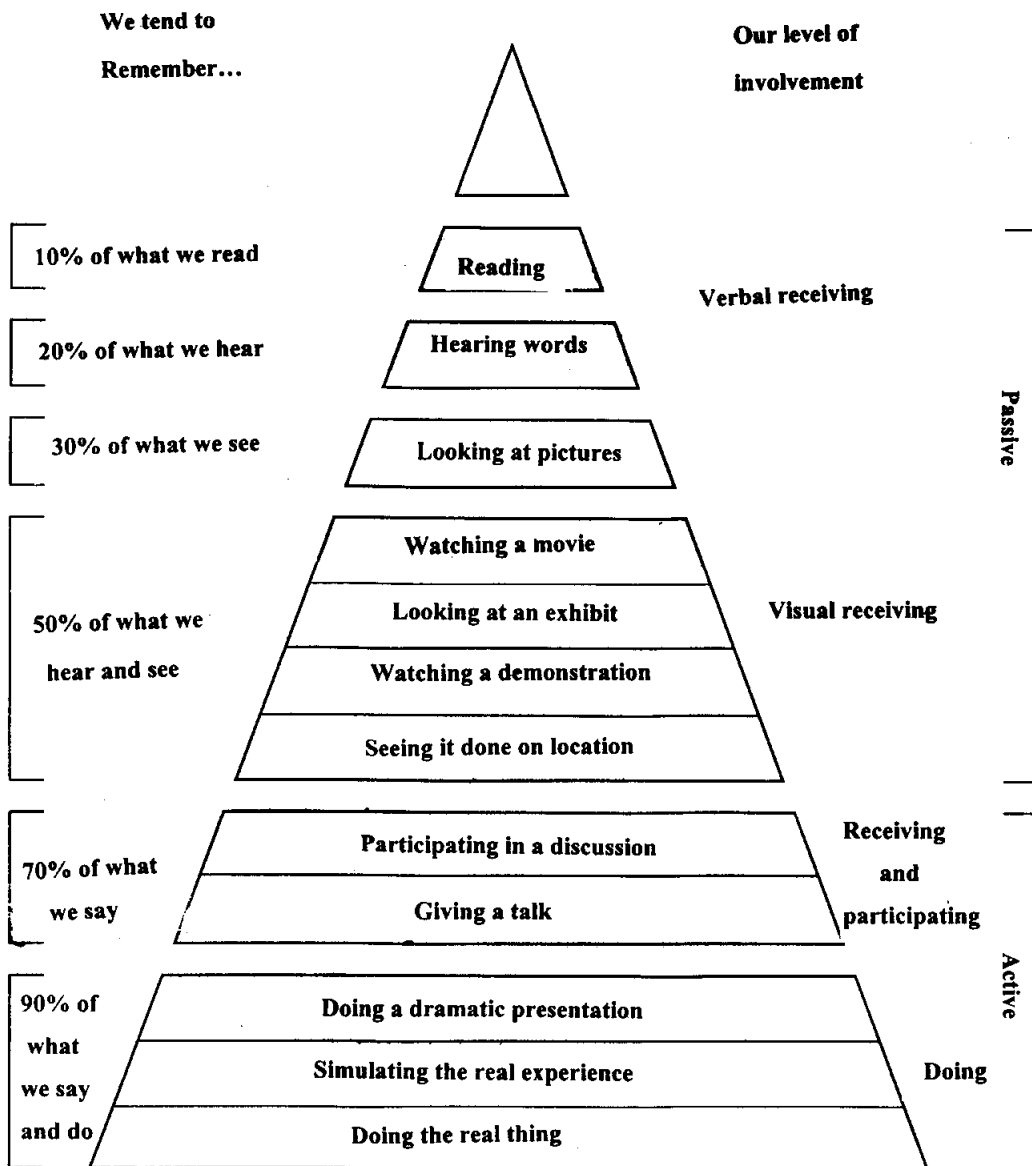 We tend to
Remember...
Our level of
involvement
10% of what we read
Reading
Verbal receiving
20% of what we hear
Hearing words
30% of what we see
Looking at pictures
Passive
50% of what we
hear and see
Watching a movie
Looking at an exhibit
Watching a demonstration
Seeing it done on location
Visual receiving
70% of what
we say
Participating in a discussion
Giving a talk
Receiving
and
participating
90% of
what
we say
and do
Doing a dramatic presentation
Simulating the real experience
Doing the real thing
Doing
Active